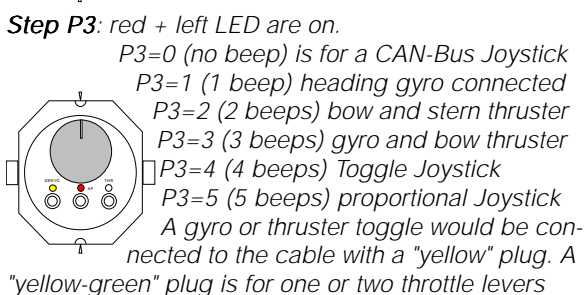 Step P3: red + left LED are on.
P3=0 (no beep) is for a CAN-Bus Joystick
P3=1 (1 beep) heading gyro connected
P3=2 (2 beeps) bow and stern thruster
P3=3 (3 beeps) gyro and bow thruster
P3=4 (4 beeps) Toggle Joystick
P3=5 (5 beeps) proportional Joystick
SERVO AP THR
A gyro or thruster toggle would be con-
nected to the cable with a "yellow" plug. A
"yellow-green" plug is for one or two throttle levers